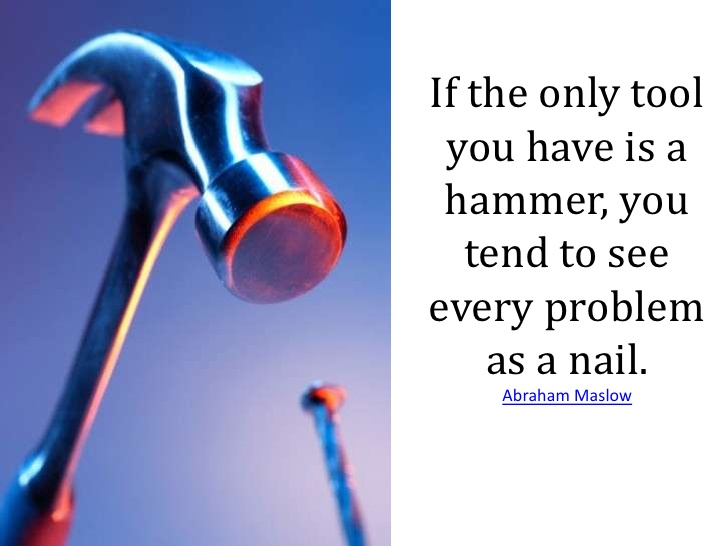 If the only tool
you have is a
hammer, you
tend to see
every problem
as a nail.
Abraham Maslow